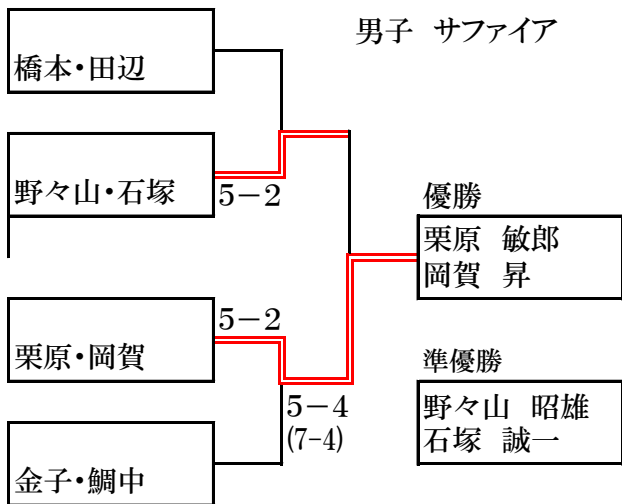 男子 サファイア
橋本・田辺
野々山・石塚
5－2
優勝
栗原 敏郎
岡賀 昇
5－2
栗原・岡賀
準優勝
5－4
(7-4)
野々山 昭雄
石塚 誠一
金子・鯛中